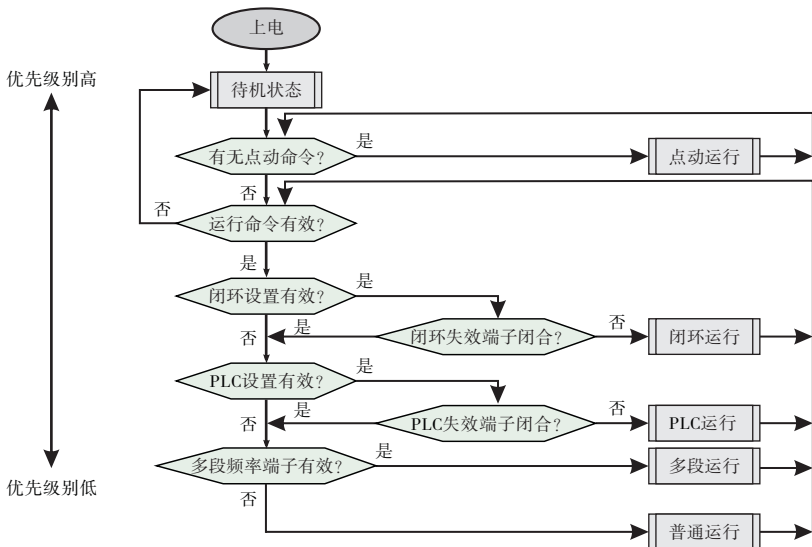 上电
优先级别高
待机状态
有无点动命令?
是
点动运行
否
否
运行命令有效?
是
闭环设置有效?
是
否
是
闭环失效端子闭合?
否
闭环运行
PLC设置有效?
是
否
是
PLC失效端子闭合?
否
PLC运行
多段频率端子有效?
是
多段运行
优先级别低
否
普通运行